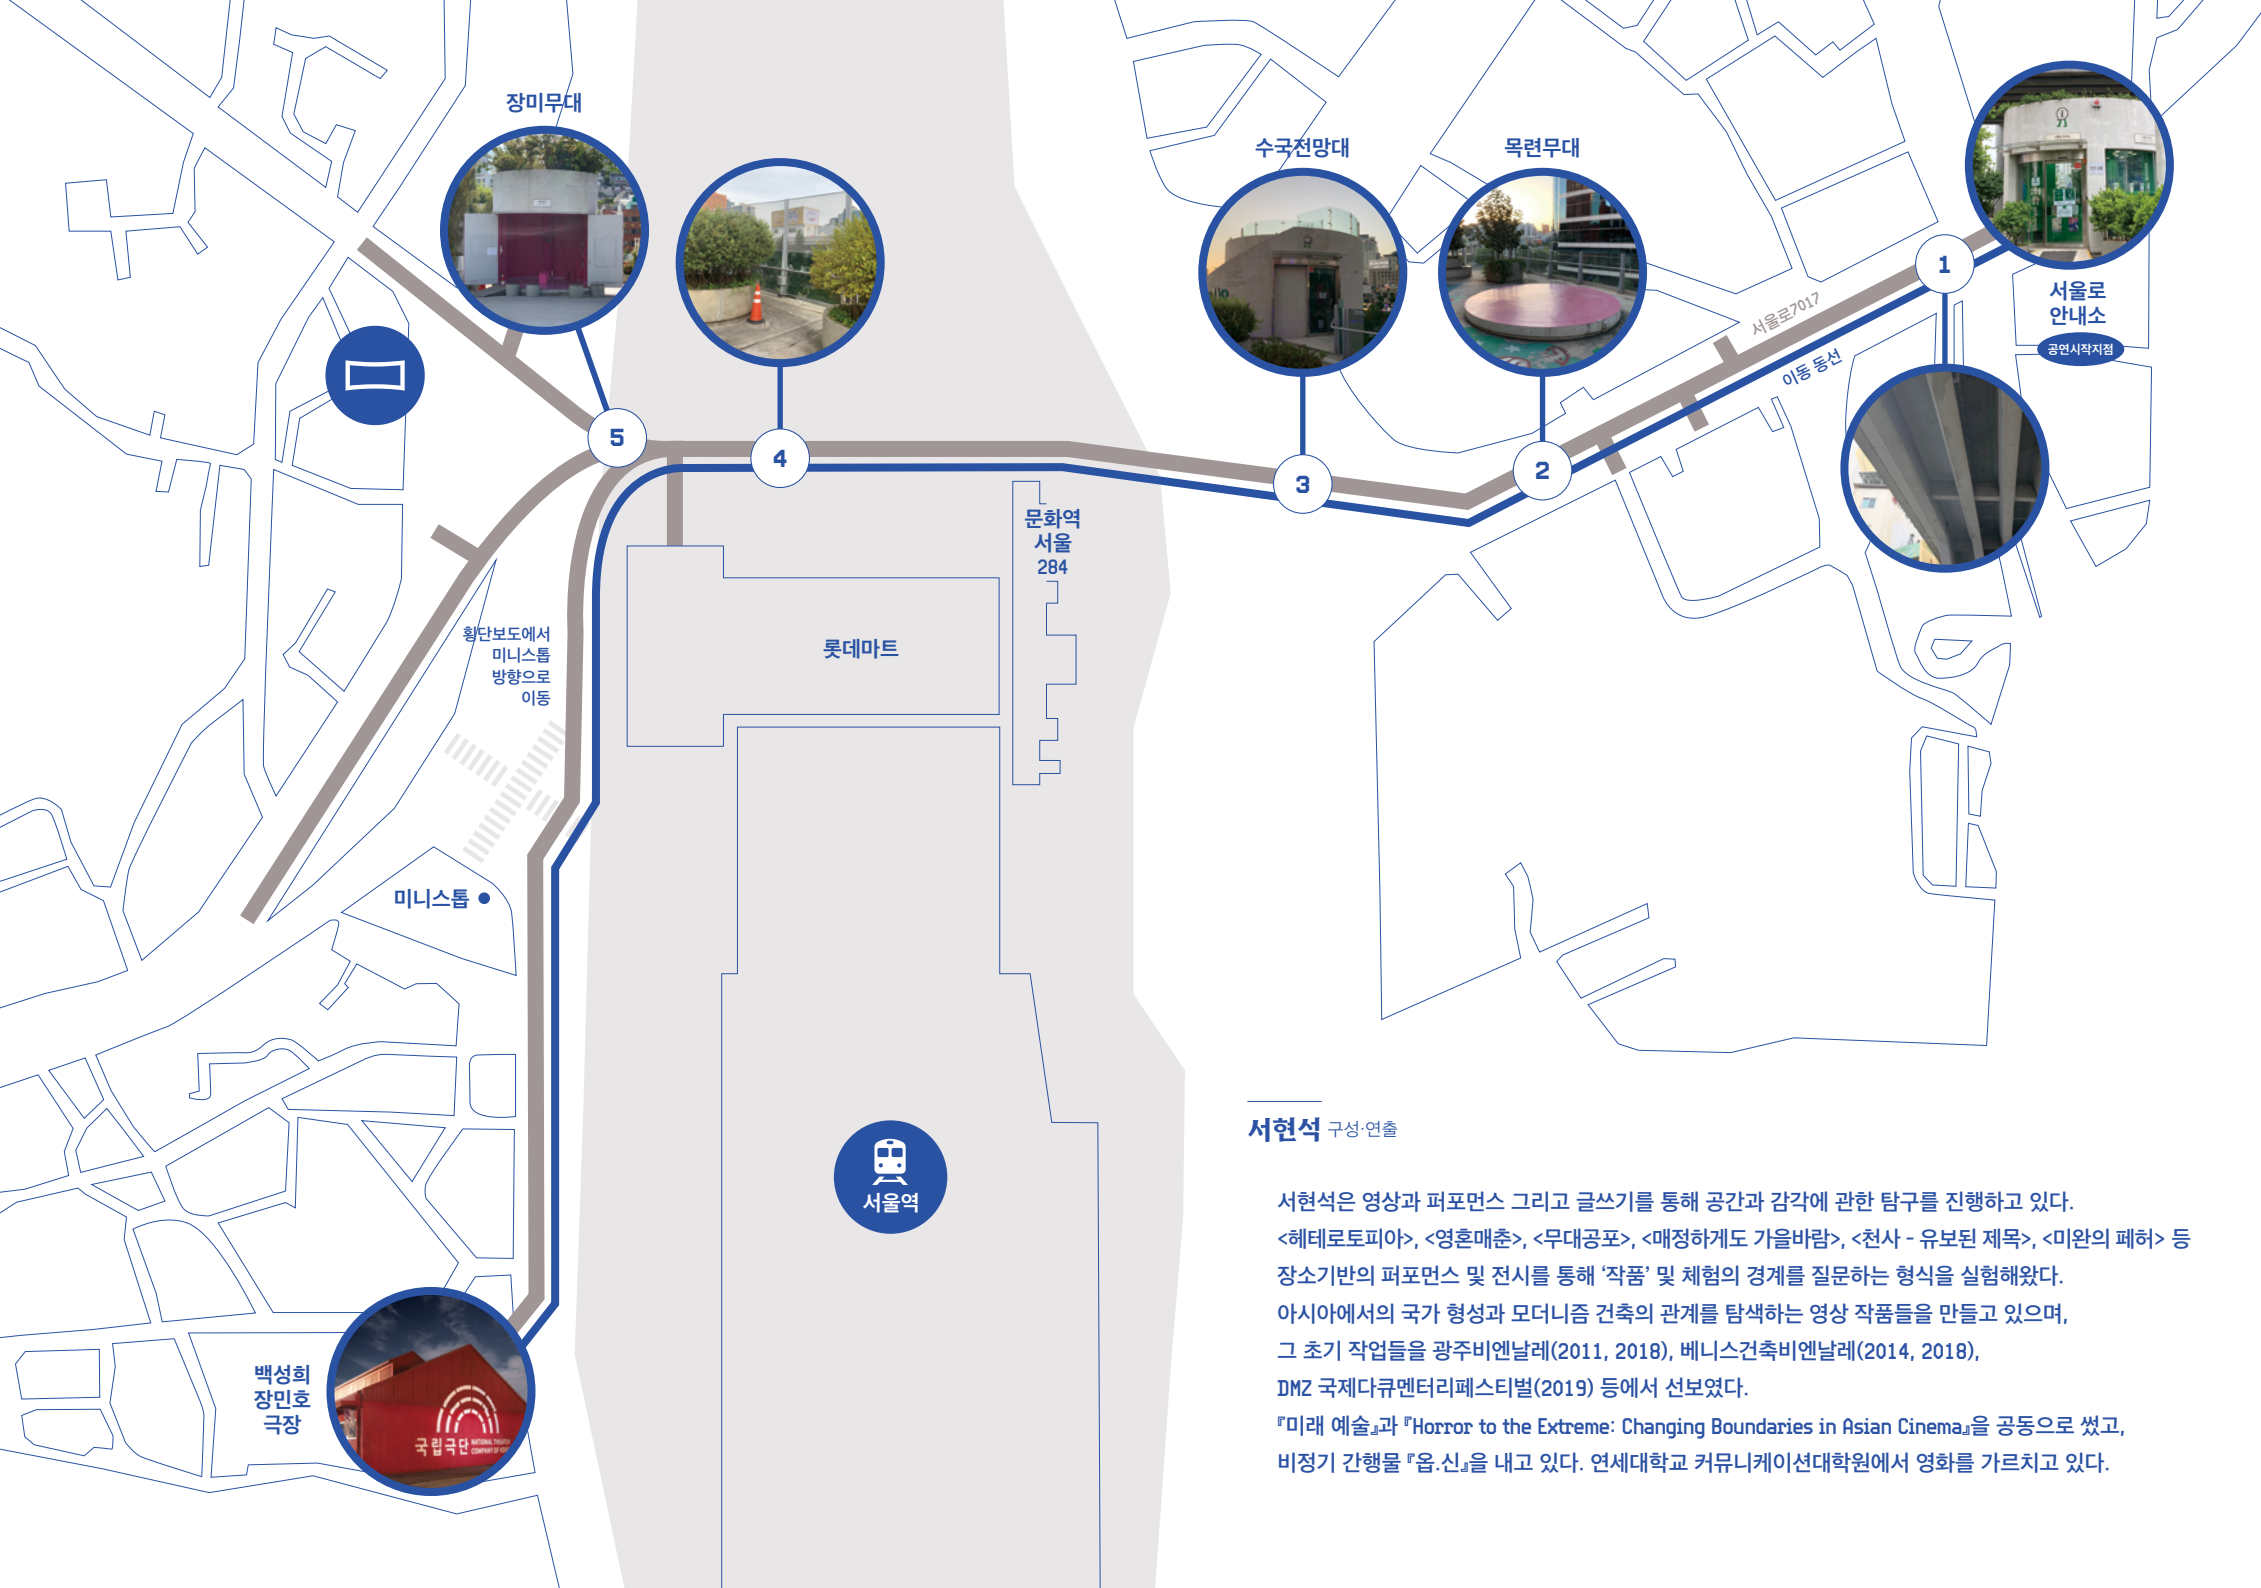 장미무대
수국전망대
목련무대
서울로
안내소
공연시작지점
서울로7017
이동 동선
1
2
3
4
5
문화역
서울
284
롯데마트
횡단보도에서
미니스톱
방향으로
이동
미니스톱
서울역
백성희
장민호
극장
국립극단
서현석 구성·연출
서현석은 영상과 퍼포먼스 그리고 글쓰기를 통해 공간과 감각에 관한 탐구를 진행하고 있다.
<헤테로토피아>, <영혼매춘>, <무대공포>, <매정하게도 가을바람>, <천사 - 유보된 제목>, <미완의 폐허> 등
장소기반의 퍼포먼스 및 전시를 통해 ‘작품’ 및 체험의 경계를 질문하는 형식을 실험해왔다.
아시아에서의 국가 형성과 모더니즘 건축의 관계를 탐색하는 영상 작품들을 만들고 있으며,
그 초기 작업들을 광주비엔날레(2011, 2018), 베니스건축비엔날레(2014, 2018),
DMZ 국제다큐멘터리페스티벌(2019) 등에서 선보였다.
『미래 예술』과 『Horror to the Extreme: Changing Boundaries in Asian Cinema』을 공동으로 썼고,
비정기 간행물 『옵.신』을 내고 있다. 연세대학교 커뮤니케이션대학원에서 영화를 가르치고 있다.